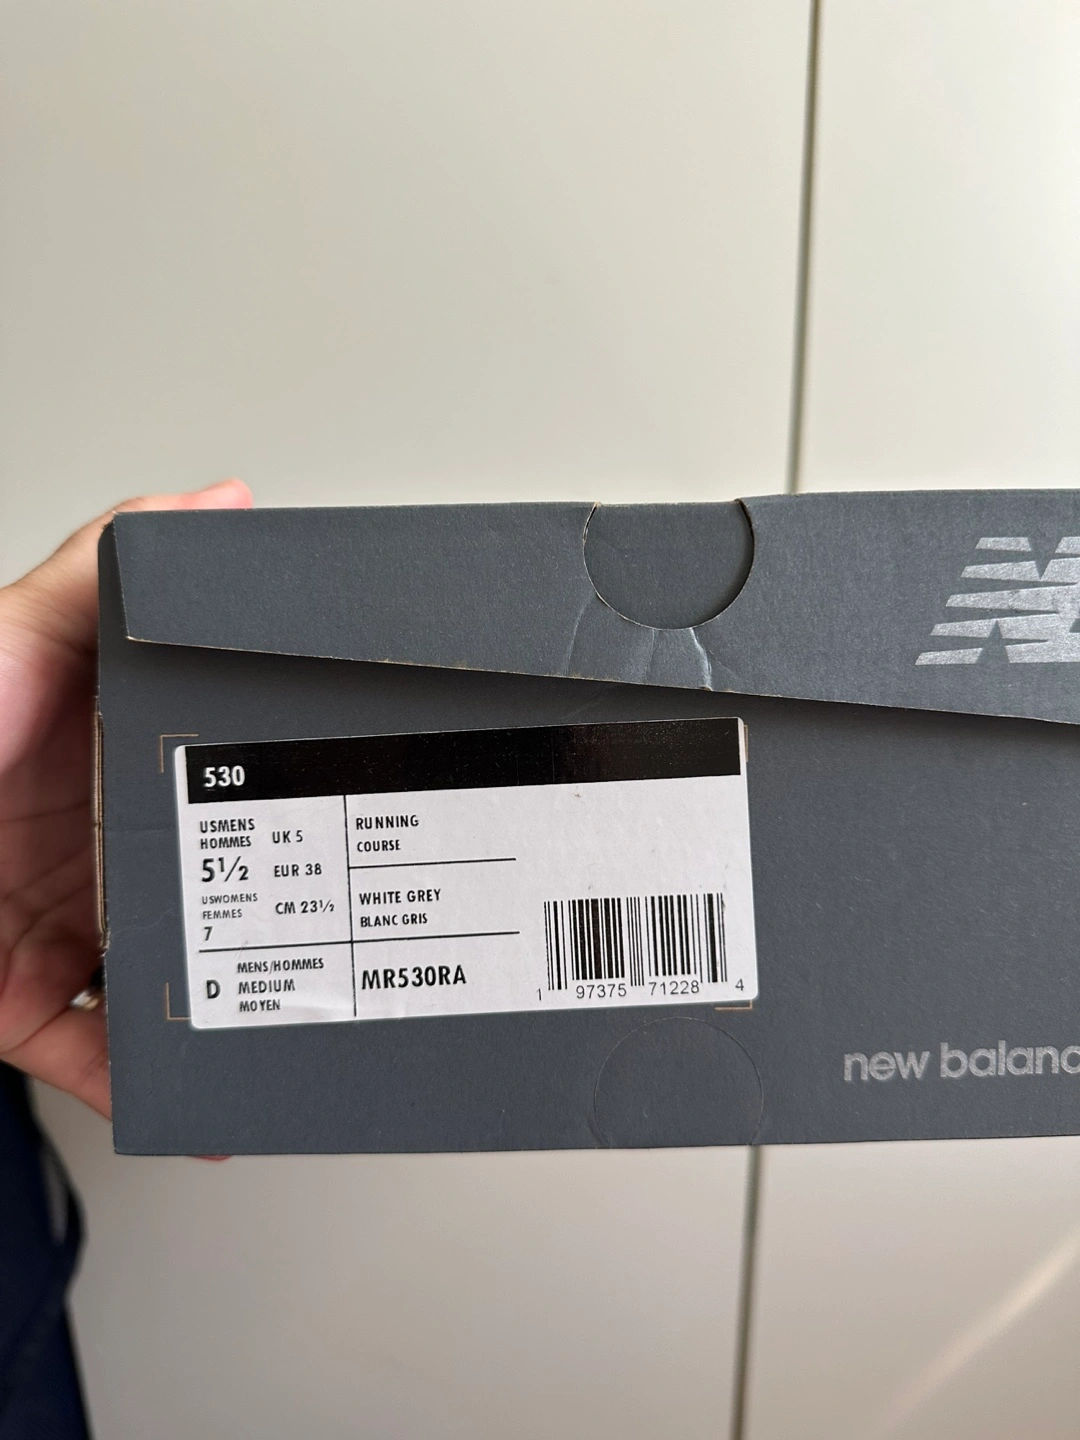 530
USMENS
HOMMES
5½
UK 5
EUR 38
CM 23½
USWOMENS
FEMMES
7
D
MENS/HOMMES
MEDIUM
MOYEN
RUNNING
COURSE
WHITE GREY
BLANC GRIS
MR530RA
1 97375 71228 4
new balanc